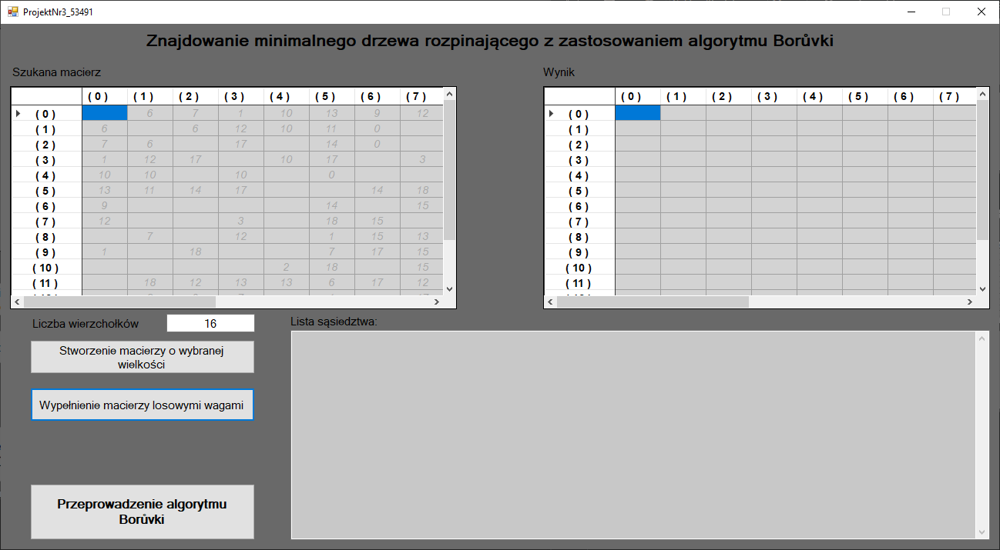 ProjektNr3_53491
Znajdowanie minimalnego drzewa rozpinającego z zastosowaniem algorytmu Borůvki
Szukana macierz
( 0 ) ( 1 ) ( 2 ) ( 3 ) ( 4 ) ( 5 ) ( 6 ) ( 7 )
( 0 ) 6 7 1 10 13 9 12
( 1 ) 6 6 12 10 11 0
( 2 ) 7 6 17 14 0
( 3 ) 1 12 17 10 17 3
( 4 ) 10 10 10 0
( 5 ) 13 11 14 17 14 18
( 6 ) 9 14 15
( 7 ) 12 3 18 15
( 8 ) 7 12 1 15 13
( 9 ) 1 18 7 17 15
( 10 ) 2 18 15
( 11 ) 18 12 13 13 6 17 12
Wynik
( 0 ) ( 1 ) ( 2 ) ( 3 ) ( 4 ) ( 5 ) ( 6 ) ( 7 )
( 0 )
( 1 )
( 2 )
( 3 )
( 4 )
( 5 )
( 6 )
( 7 )
( 8 )
( 9 )
( 10 )
( 11 )
Liczba wierzchołków 16
Stworzenie macierzy o wybranej
wielkości
Wypełnienie macierzy losowymi wagami
Przeprowadzenie algorytmu
Borůvki
Lista sąsiedztwa: